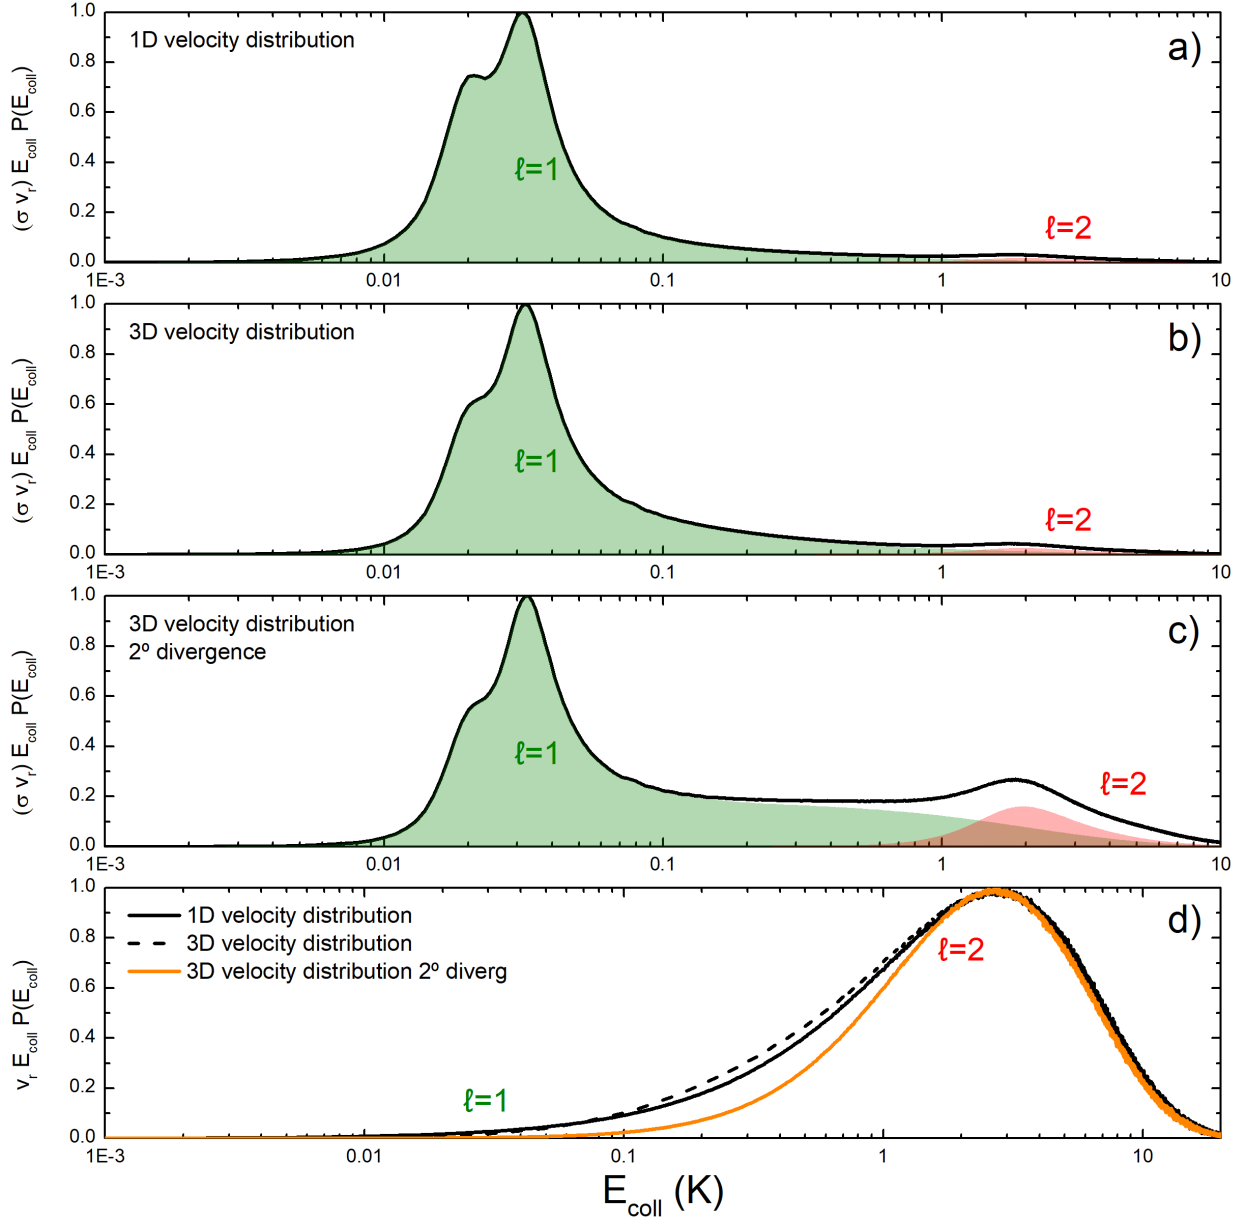 1D velocity distribution
a)
(σ v_r) E_coll P(E_coll)
1.0
0.8
0.6
0.4
0.2
0.0
ℓ=1
ℓ=2
1E-3 0.01 0.1 1 10
3D velocity distribution
b)
(σ v_r) E_coll P(E_coll)
1.0
0.8
0.6
0.4
0.2
0.0
ℓ=1
ℓ=2
1E-3 0.01 0.1 1 10
3D velocity distribution
2º divergence
c)
(σ v_r) E_coll P(E_coll)
1.0
0.8
0.6
0.4
0.2
0.0
ℓ=1
ℓ=2
1E-3 0.01 0.1 1 10
1D velocity distribution
3D velocity distribution
3D velocity distribution 2º diverg
d)
v_r E_coll P(E_coll)
1.0
0.8
0.6
0.4
0.2
0.0
ℓ=2
ℓ=1
1E-3 0.01 0.1 1 10
E_coll (K)